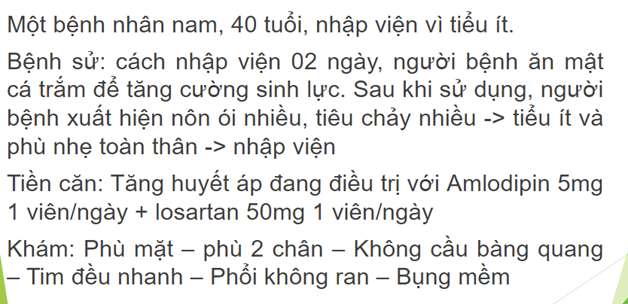 Một bệnh nhân nam, 40 tuổi, nhập viện vì tiểu ít.
Bệnh sử: cách nhập viện 02 ngày, người bệnh ăn mật
cá trắm để tăng cường sinh lực. Sau khi sử dụng, người
bệnh xuất hiện nôn ói nhiều, tiêu chảy nhiều -> tiểu ít và
phù nhẹ toàn thân -> nhập viện
Tiền căn: Tăng huyết áp đang điều trị với Amlodipin 5mg
1 viên/ngày + losartan 50mg 1 viên/ngày
Khám: Phù mặt – phù 2 chân – Không cầu bàng quang
– Tim đều nhanh – Phổi không ran – Bụng mềm